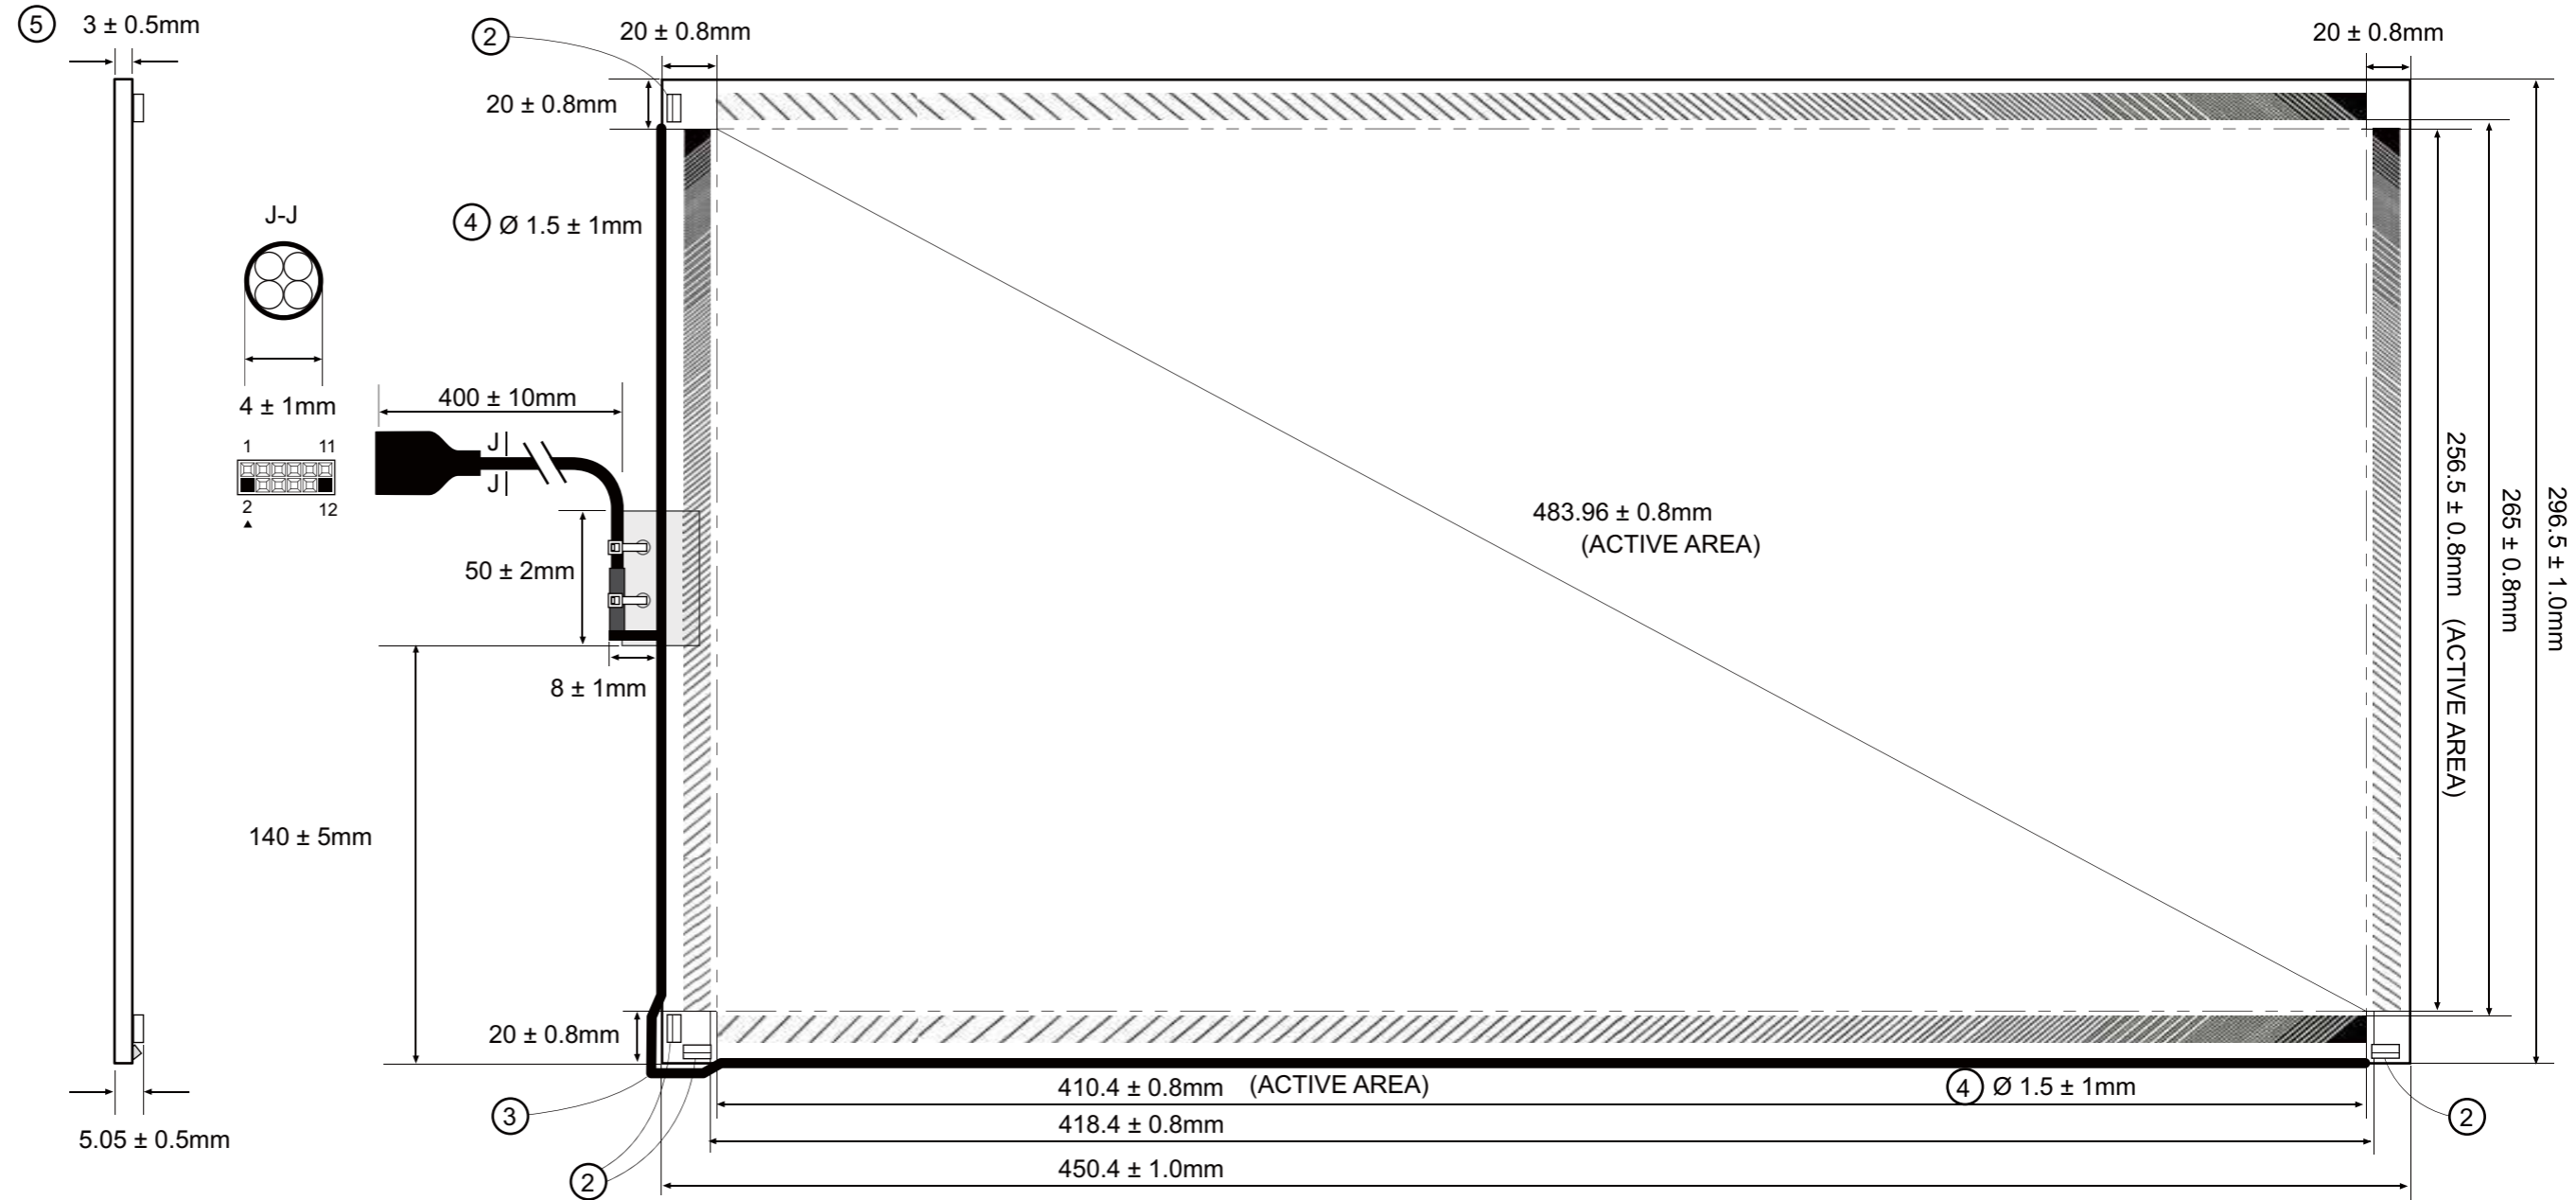 5 3 ± 0.5mm
2
20 ± 0.8mm
20 ± 0.8mm
20 ± 0.8mm
J-J
4 Ø 1.5 ± 1mm
4 ± 1mm
400 ± 10mm
1 11
2 12
J
J
50 ± 2mm
8 ± 1mm
140 ± 5mm
483.96 ± 0.8mm
(ACTIVE AREA)
256.5 ± 0.8mm (ACTIVE AREA)
265 ± 0.8mm
296.5 ± 1.0mm
20 ± 0.8mm
410.4 ± 0.8mm (ACTIVE AREA)
4 Ø 1.5 ± 1mm
3
418.4 ± 0.8mm
2
5.05 ± 0.5mm
450.4 ± 1.0mm
2